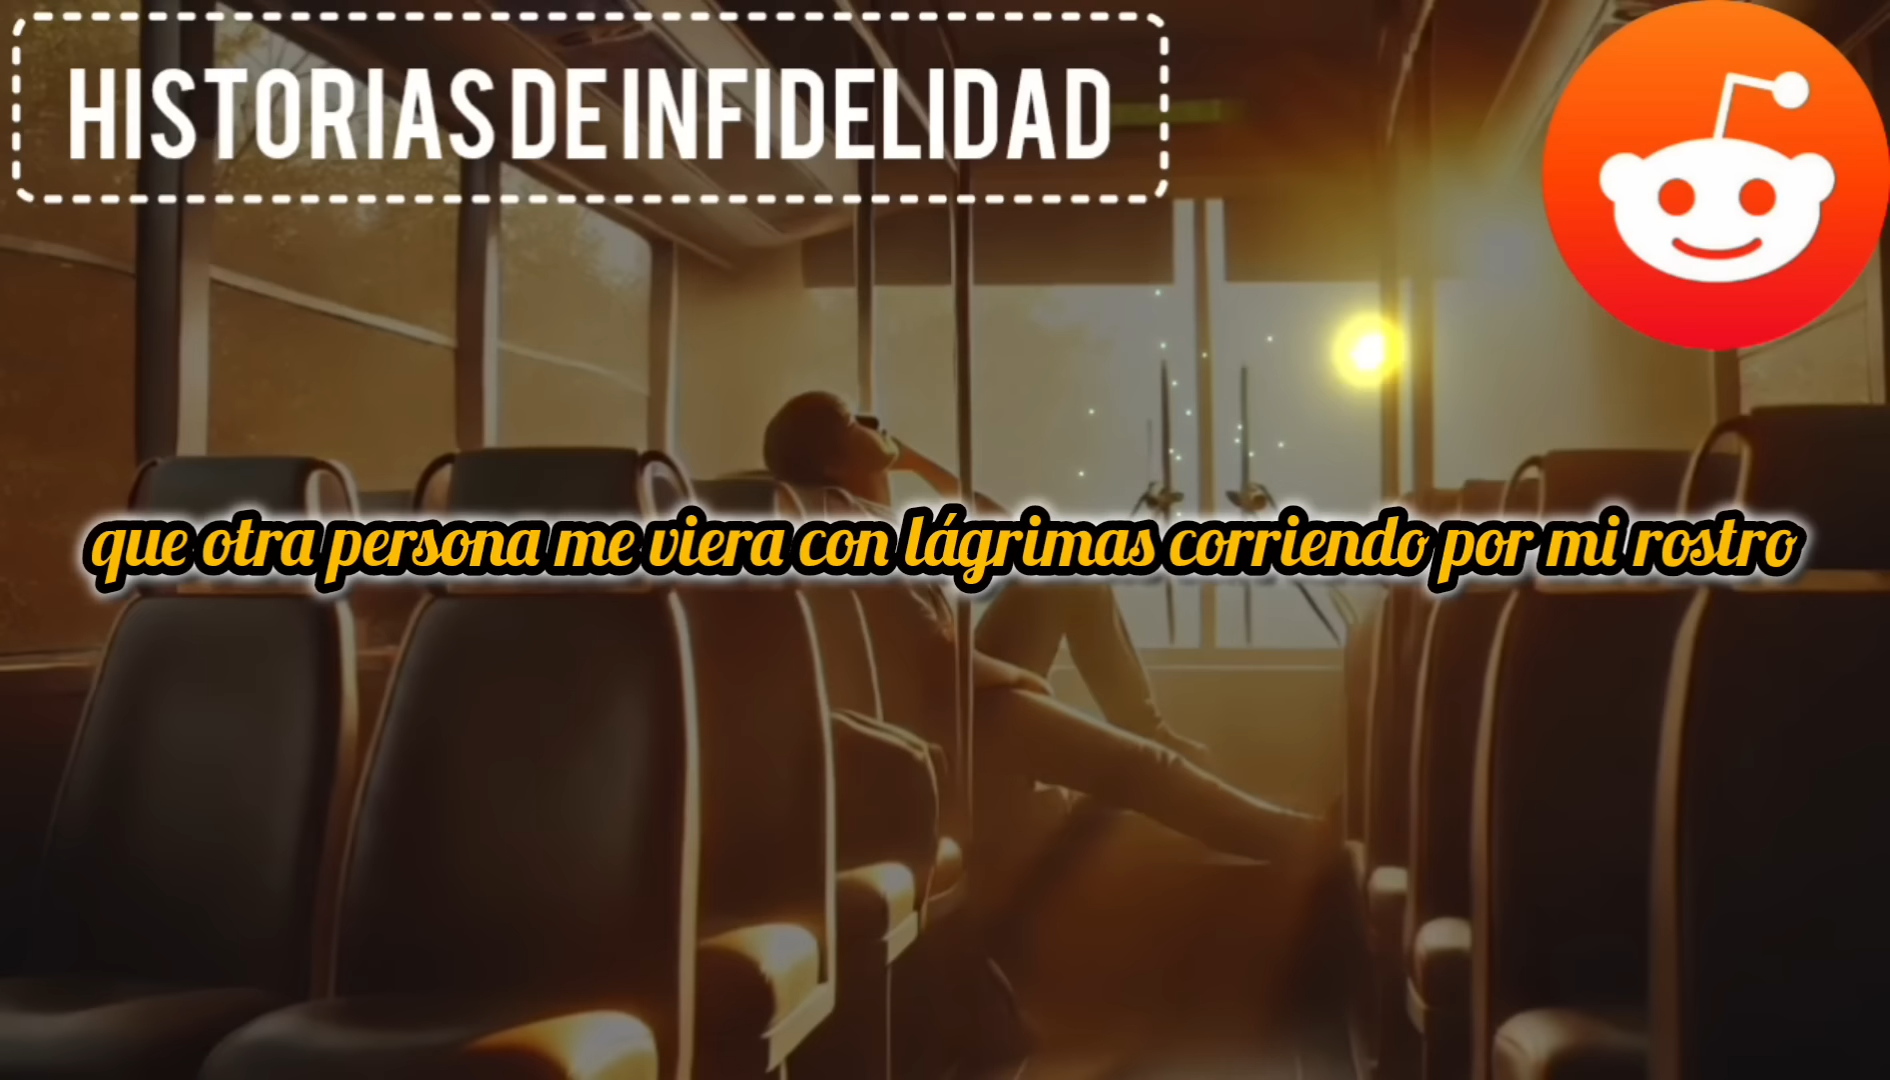 HISTORIAS DE INFIDELIDAD
que otra persona me viera con lágrimas corriendo por mi rostro